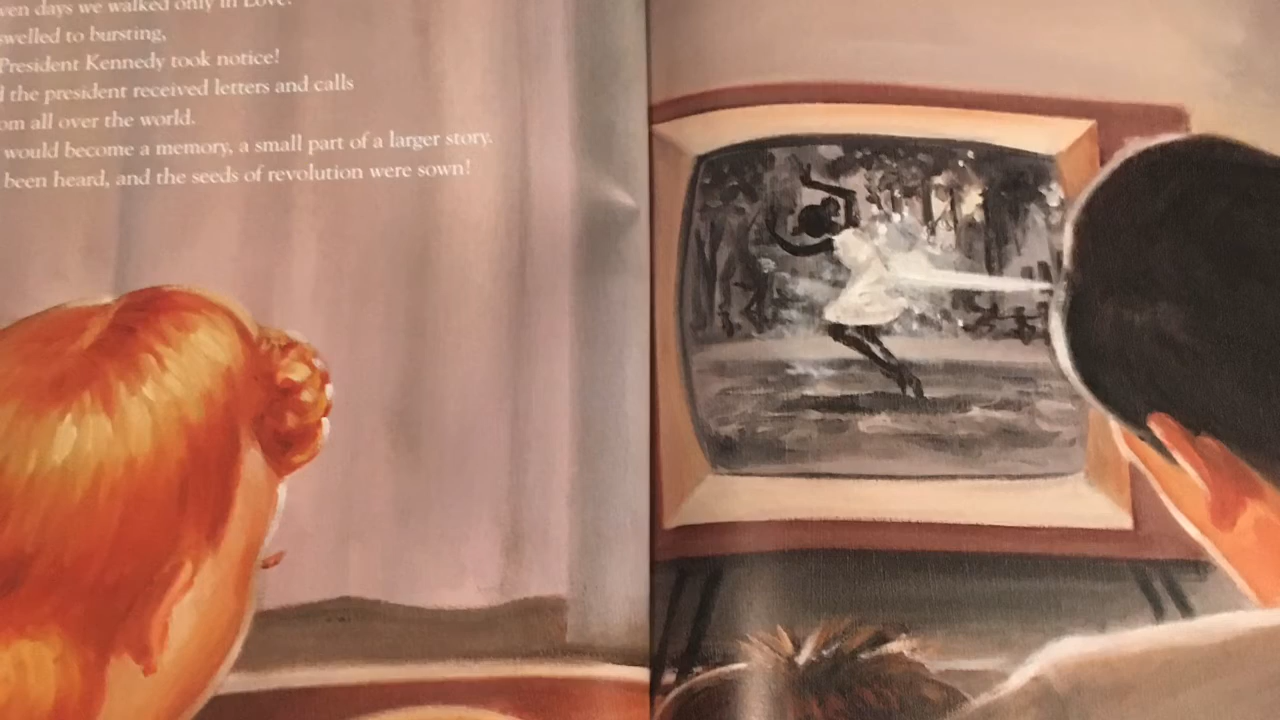 ven days we walked only in Love!
swelled to bursting,
President Kennedy took notice!
the president received letters and calls
om all over the world.
would become a memory, a small part of a larger story.
been heard, and the seeds of revolution were sown!